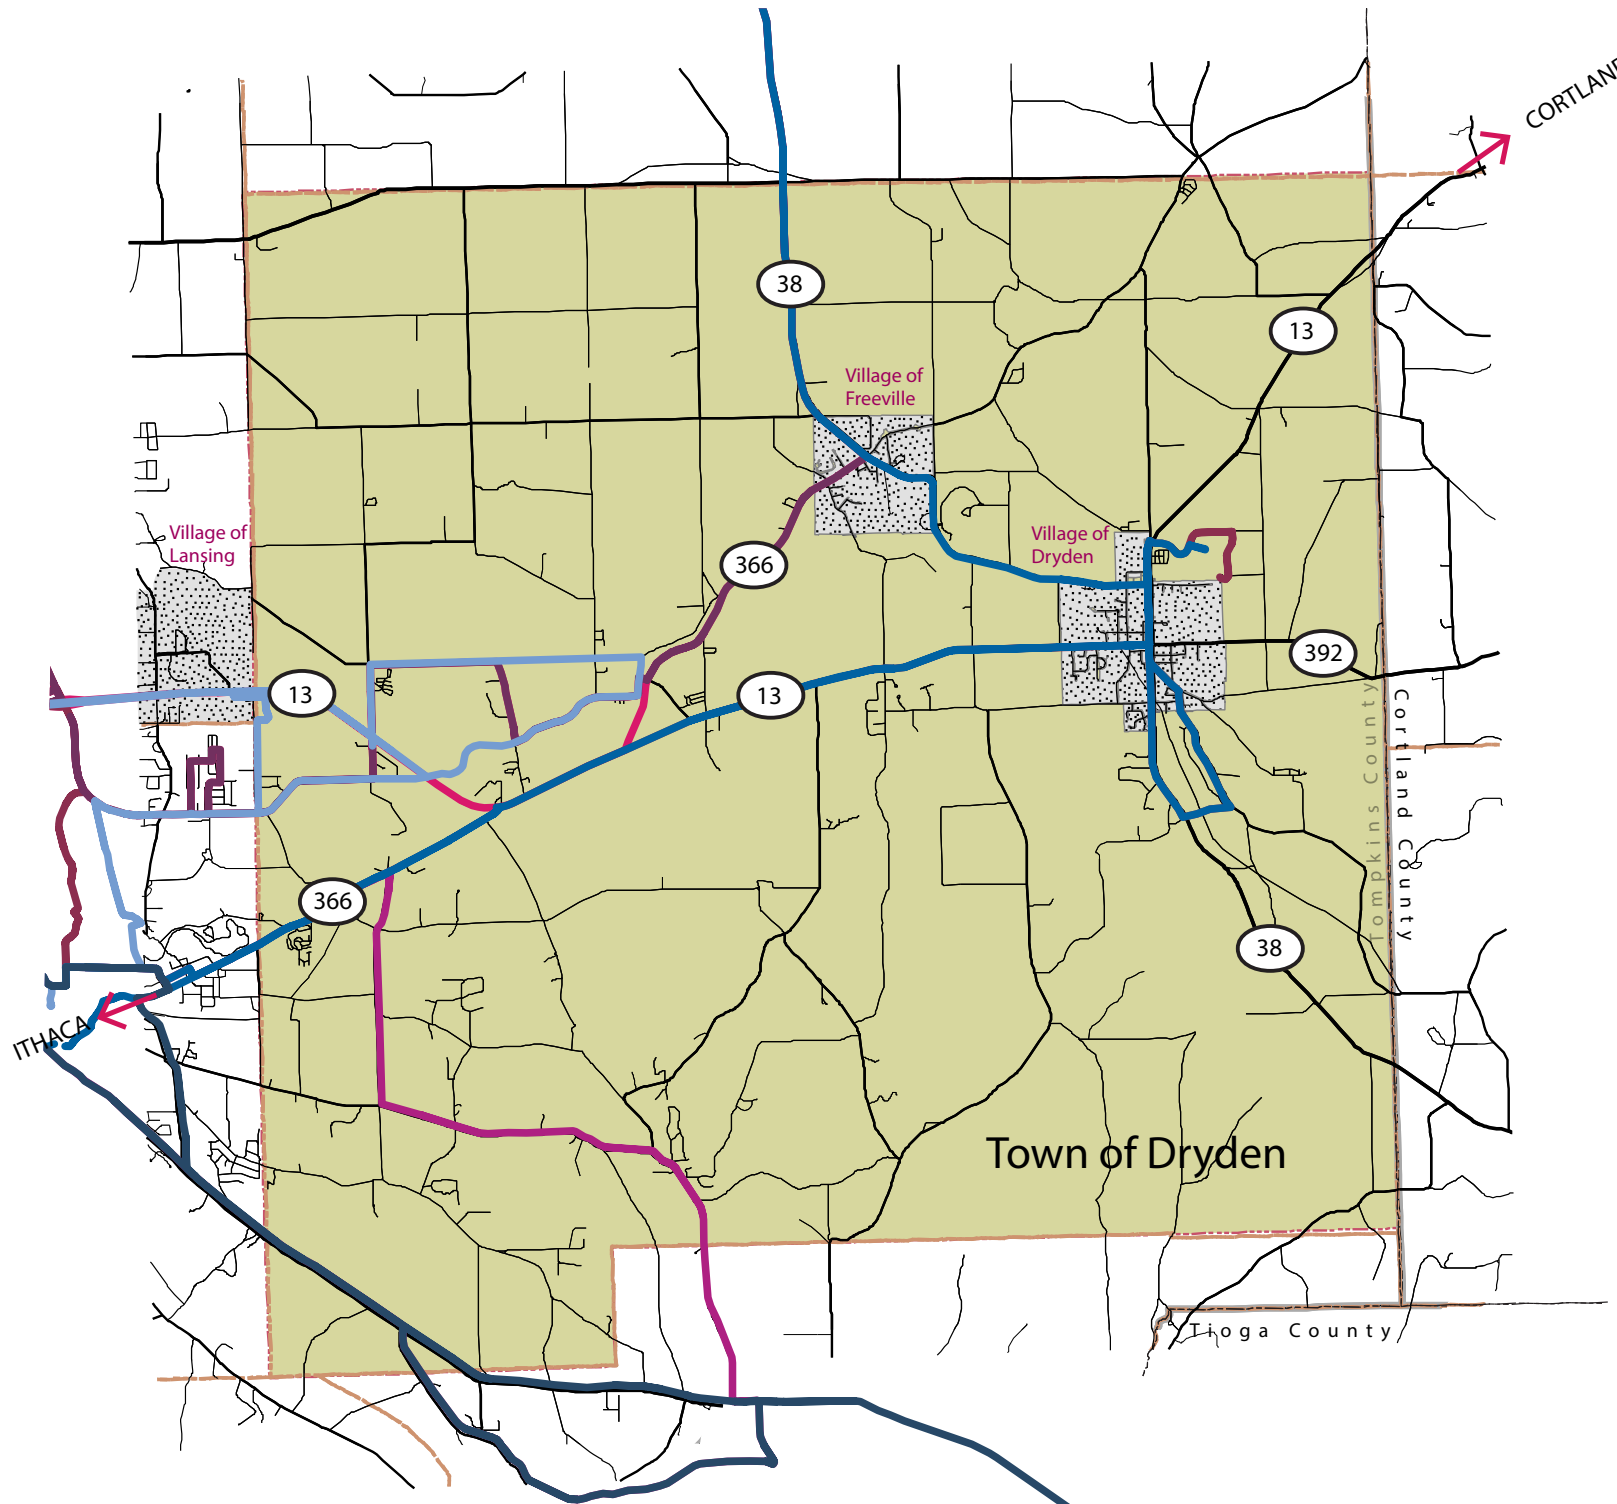 CORTLAND
38
13
Village of
Freeville
Village of
Lansing
Village of
Dryden
366
392
13
13
366
38
Tompkins County
Cortland County
ITHACA
Town of Dryden
Tioga County